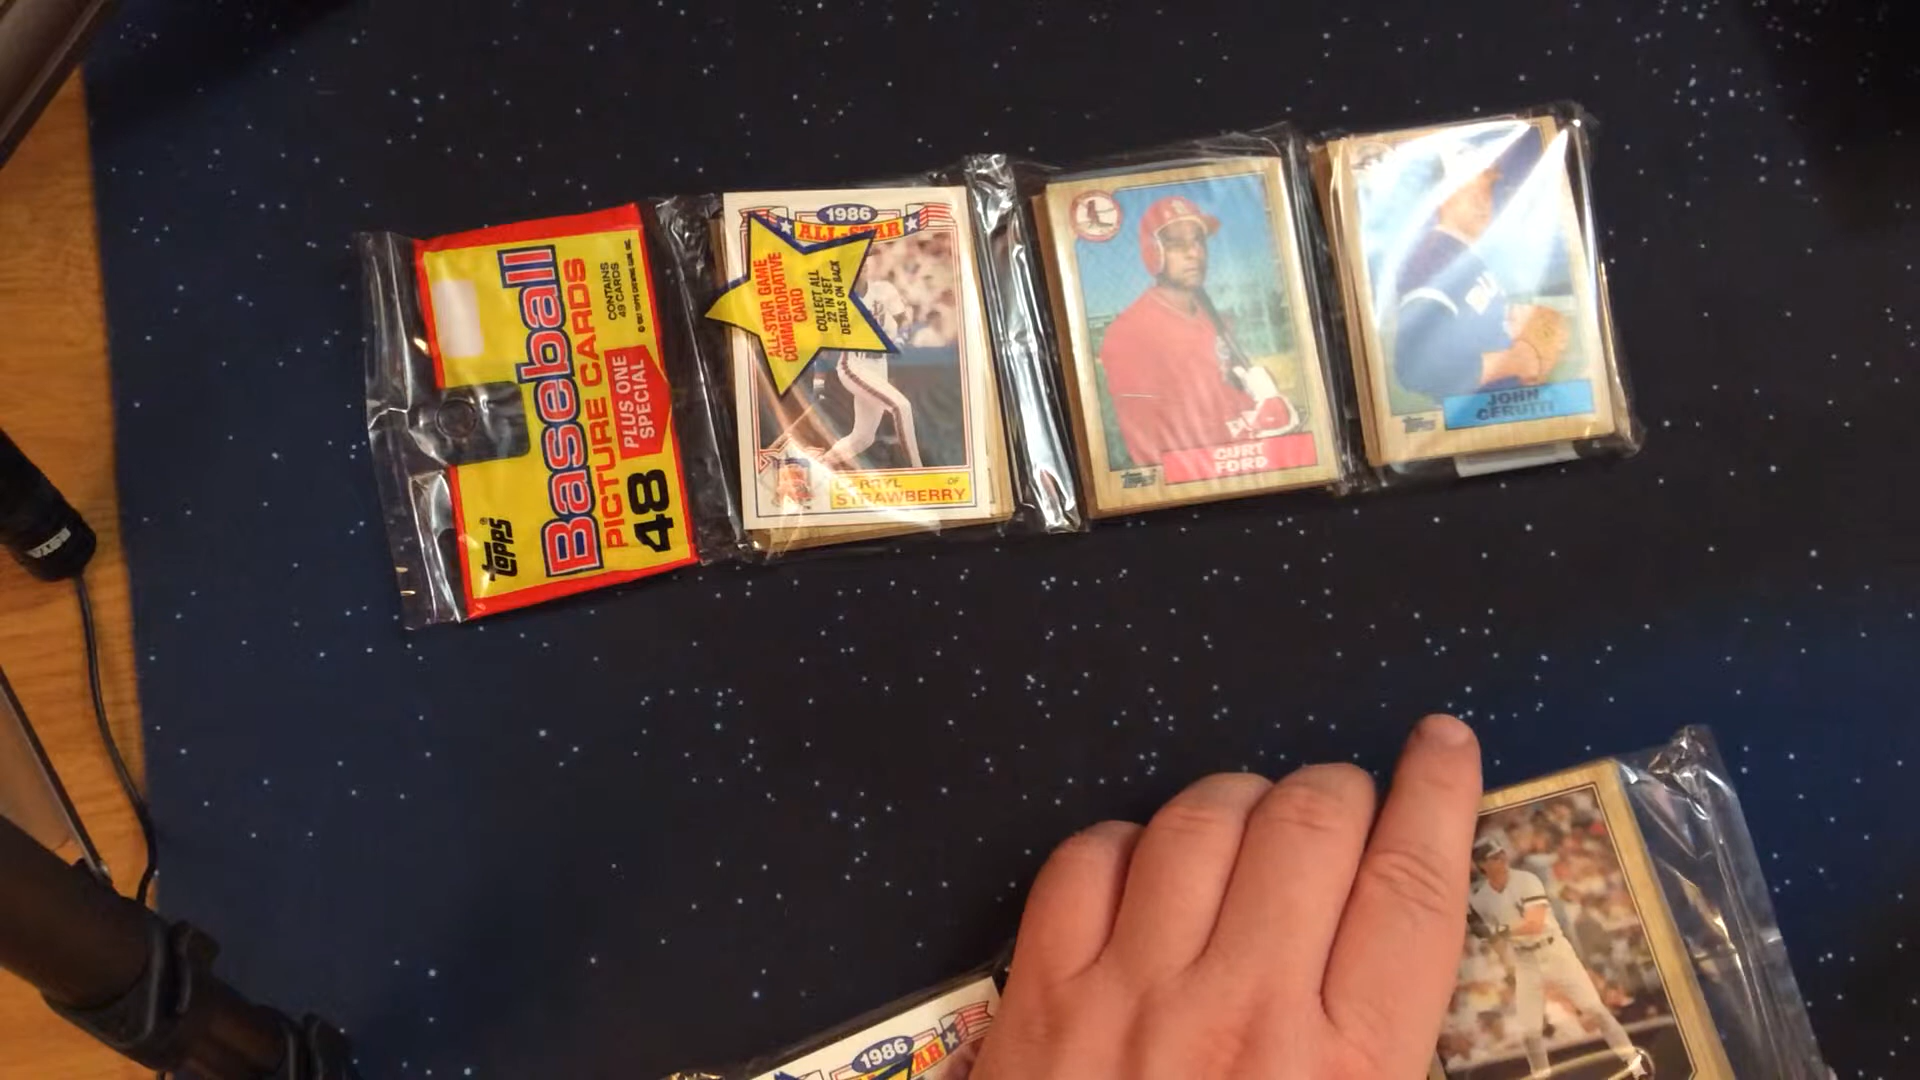 topps®
Baseball
PICTURE CARDS
48
PLUS ONE
SPECIAL
CONTAINS
49 CARDS
1986
ALL-STAR
ALL-STAR GAME
COMMEMORATIVE
CARD
COLLECT ALL
22 IN SET
DETAILS ON BACK
DARRYL
STRAWBERRY
OF
CURT
FORD
topps
JOHN
CERUTTI
topps
1986